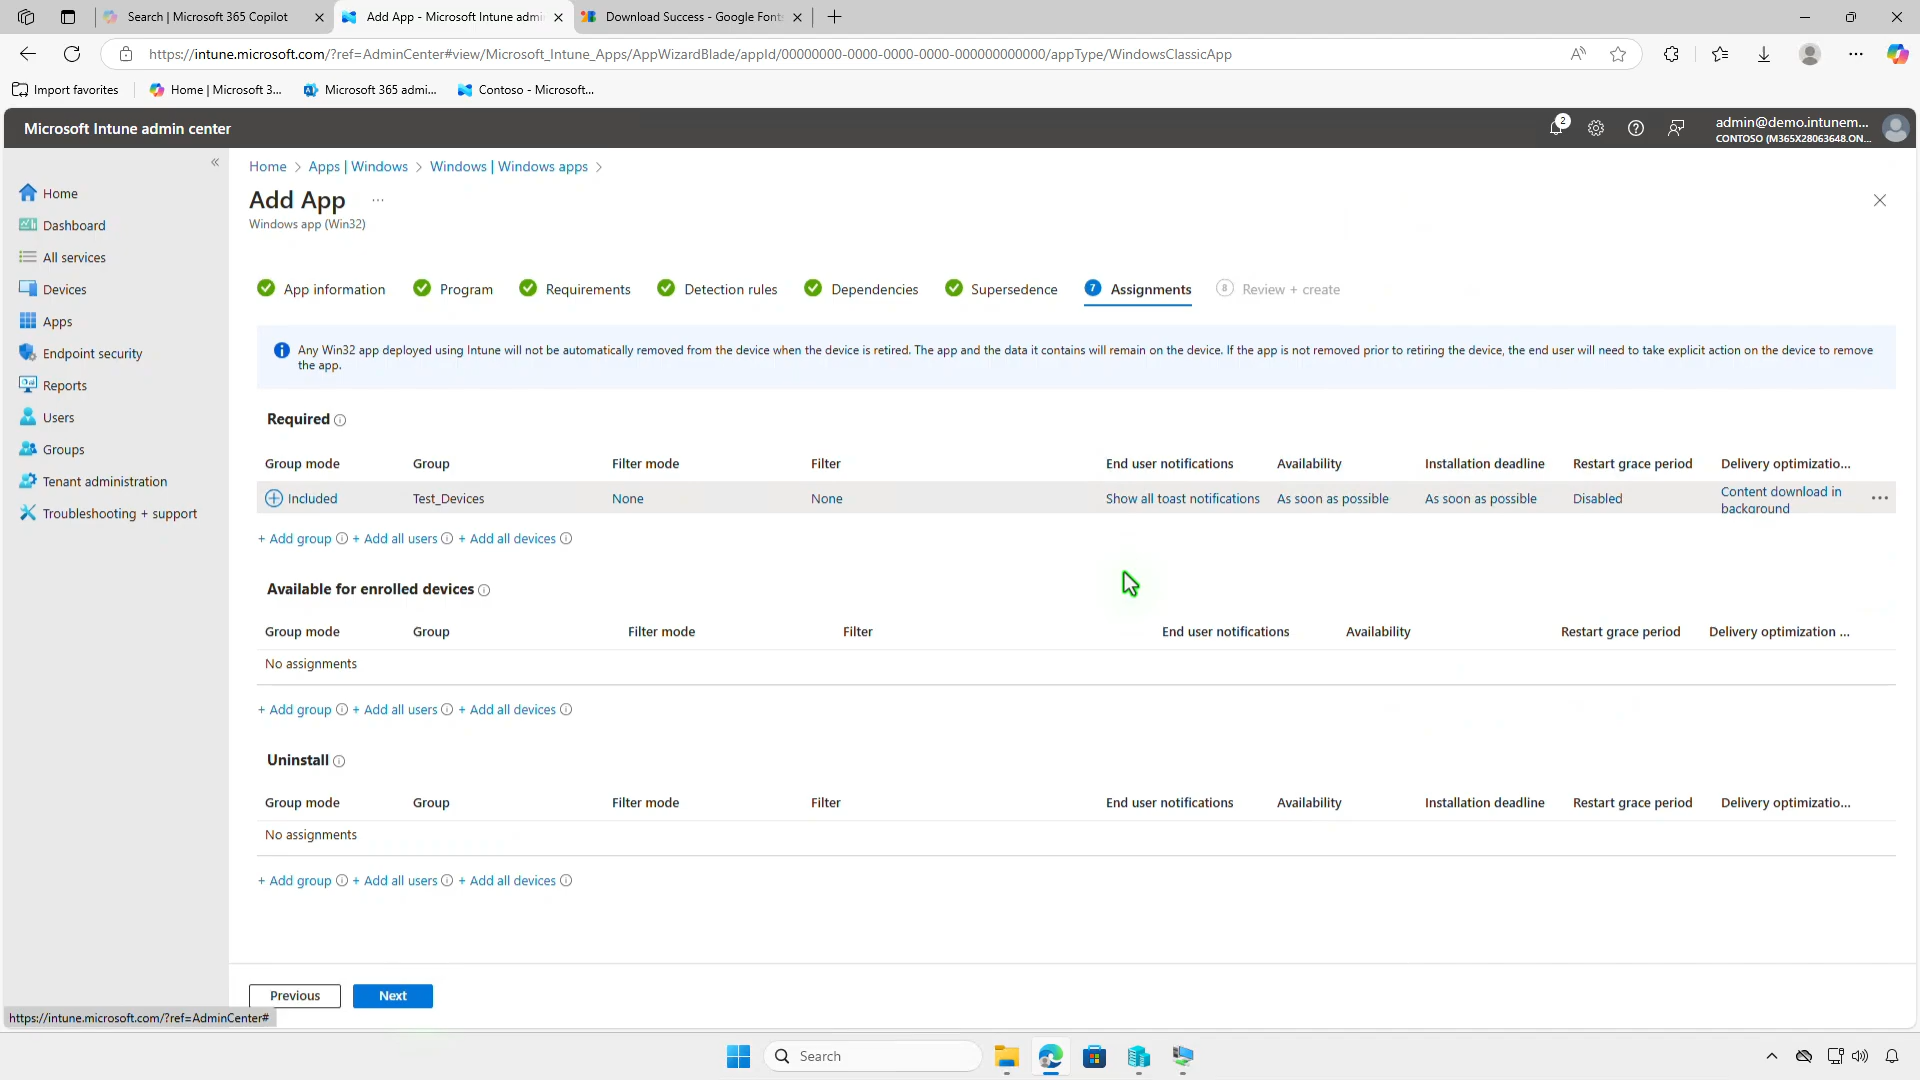 Search | Microsoft 365 Copilot
Add App - Microsoft Intune admi
Download Success - Google Font
https://intune.microsoft.com/?ref=AdminCenter#view/Microsoft_Intune_Apps/AppWizardBlade/appId/00000000-0000-0000-0000-000000000000/appType/WindowsClassicApp
Import favorites
Home | Microsoft 3...
Microsoft 365 admi...
Contoso - Microsoft...
Microsoft Intune admin center
2
admin@demo.intunem...
CONTOSO (M365X28063648.ON...
Home
Dashboard
All services
Devices
Apps
Endpoint security
Reports
Users
Groups
Tenant administration
Troubleshooting + support
Home > Apps | Windows > Windows | Windows apps >
Add App ...
Windows app (Win32)
App information
Program
Requirements
Detection rules
Dependencies
Supersedence
7 Assignments
8 Review + create
Any Win32 app deployed using Intune will not be automatically removed from the device when the device is retired. The app and the data it contains will remain on the device. If the app is not removed prior to retiring the device, the end user will need to take explicit action on the device to remove
the app.
Required
Group mode Group Filter mode Filter End user notifications Availability Installation deadline Restart grace period Delivery optimizatio...
Included Test_Devices None None Show all toast notifications As soon as possible As soon as possible Disabled Content download in
background
+ Add group + Add all users + Add all devices
Available for enrolled devices
Group mode Group Filter mode Filter End user notifications Availability Restart grace period Delivery optimization ...
No assignments
+ Add group + Add all users + Add all devices
Uninstall
Group mode Group Filter mode Filter End user notifications Availability Installation deadline Restart grace period Delivery optimizatio...
No assignments
+ Add group + Add all users + Add all devices
Previous
Next
https://intune.microsoft.com/?ref=AdminCenter#
Search